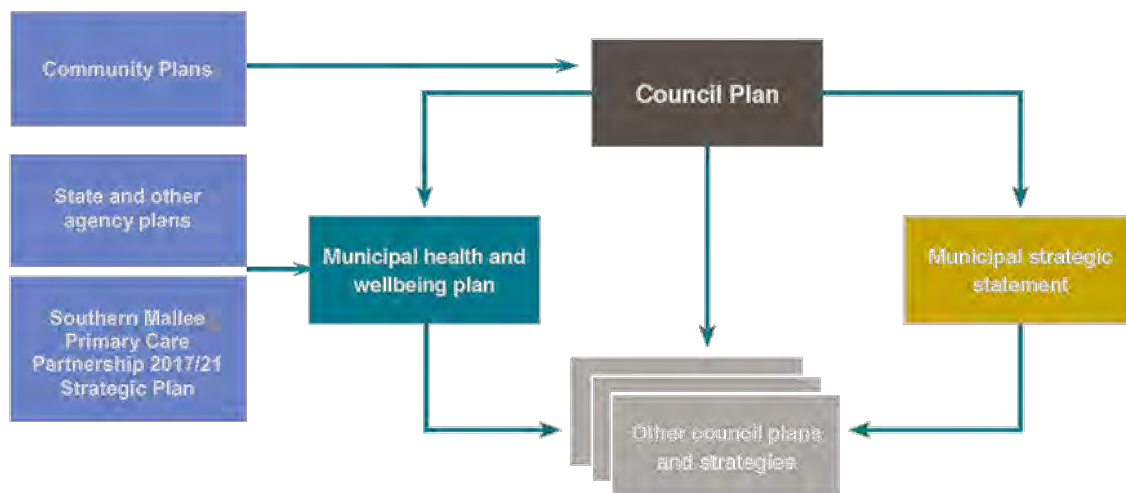 Community Plans
Council Plan
State and other
agency plans
Municipal health and
wellbeing plan
Municipal strategic
statement
Southern Mallee
Primary Care
Partnership 2017/21
Strategic Plan
Other council plans
and strategies